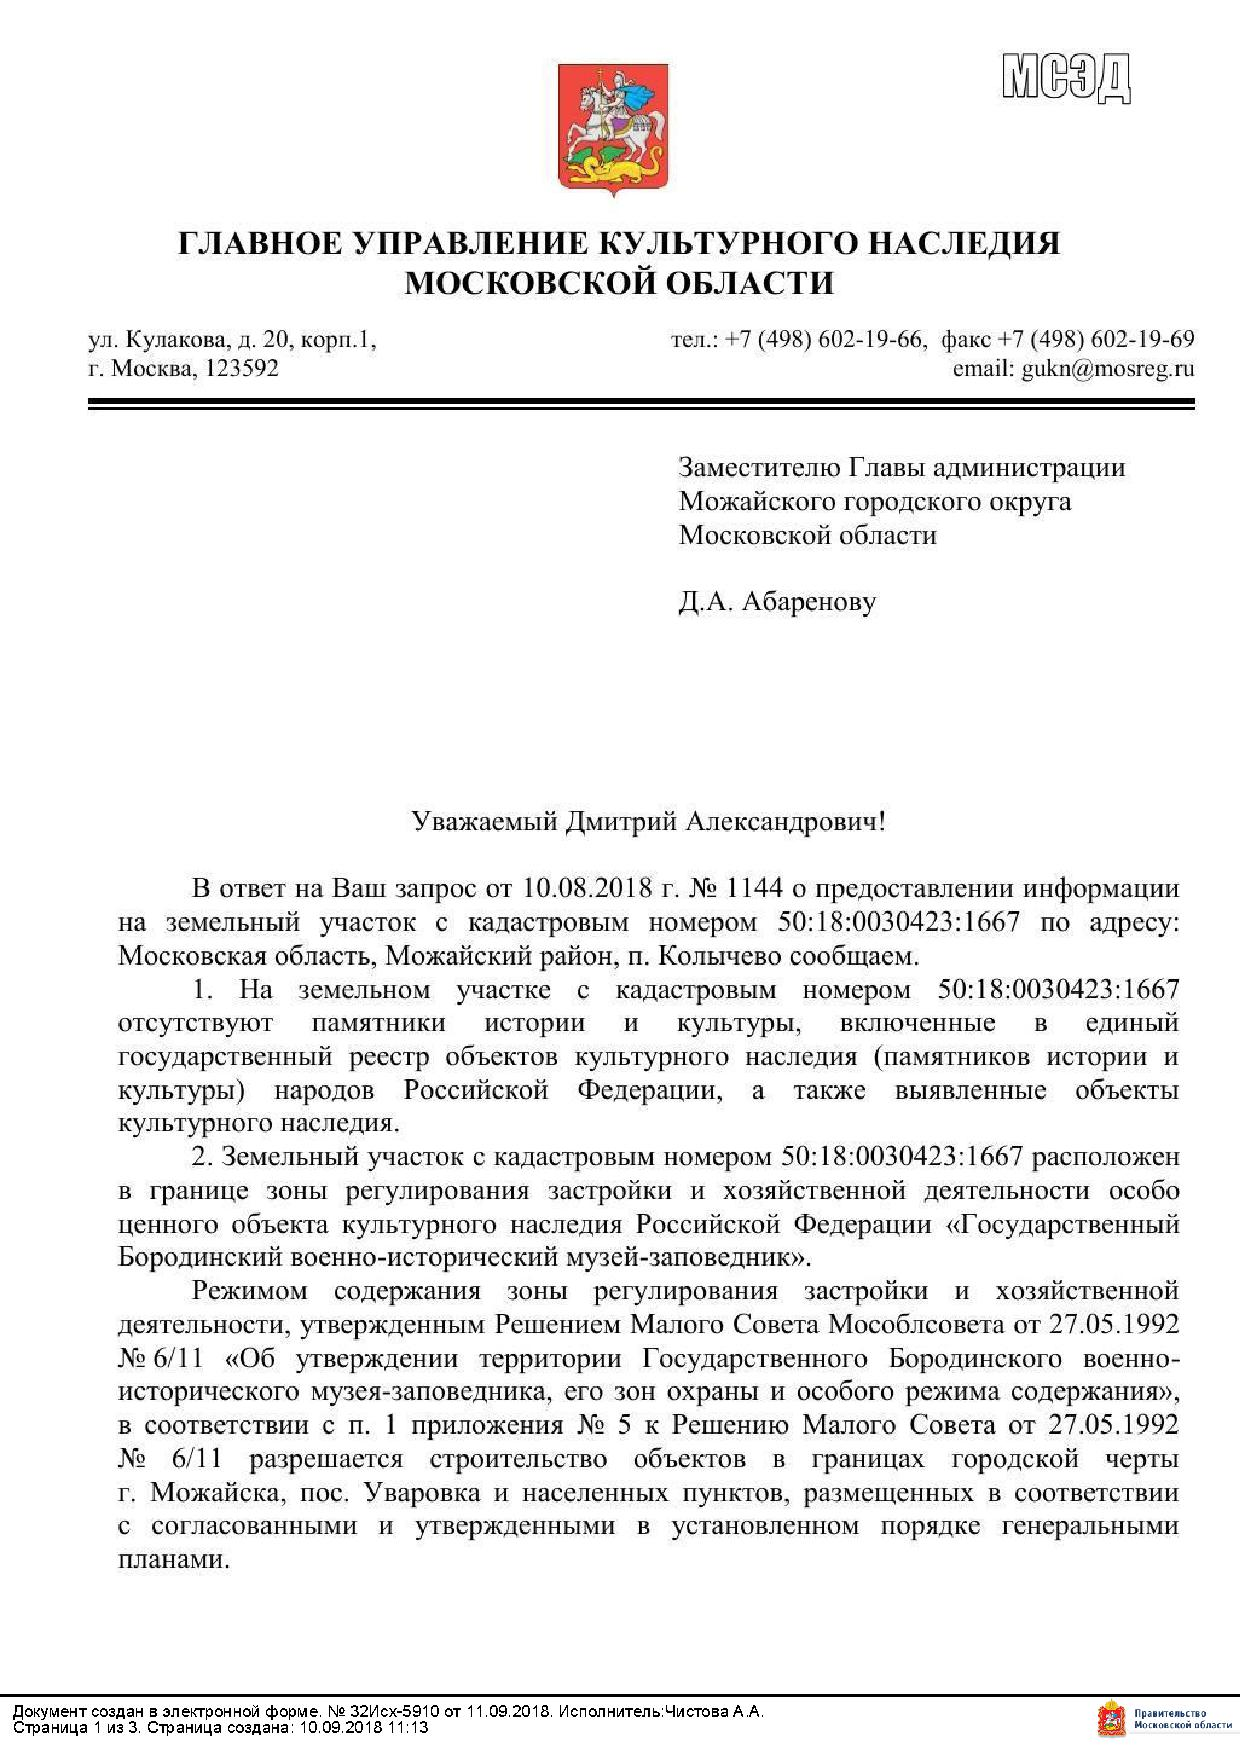 МСЭД
ГЛАВНОЕ УПРАВЛЕНИЕ КУЛЬТУРНОГО НАСЛЕДИЯ
МОСКОВСКОЙ ОБЛАСТИ
ул. Кулакова, д. 20, корп.1,
г. Москва, 123592
тел.: +7 (498) 602-19-66, факс +7 (498) 602-19-69
email: gukn@mosreg.ru
Заместителю Главы администрации
Можайского городского округа
Московской области
Д.А. Абаренову
Уважаемый Дмитрий Александрович!
В ответ на Ваш запрос от 10.08.2018 г. № 1144 о предоставлении информации
на земельный участок с кадастровым номером 50:18:0030423:1667 по адресу:
Московская область, Можайский район, п. Колычево сообщаем.
1. На земельном участке с кадастровым номером 50:18:0030423:1667
отсутствуют памятники истории и культуры, включенные в единый
государственный реестр объектов культурного наследия (памятников истории и
культуры) народов Российской Федерации, а также выявленные объекты
культурного наследия.
2. Земельный участок с кадастровым номером 50:18:0030423:1667 расположен
в границе зоны регулирования застройки и хозяйственной деятельности особо
ценного объекта культурного наследия Российской Федерации «Государственный
Бородинский военно-исторический музей-заповедник».
Режимом содержания зоны регулирования застройки и хозяйственной
деятельности, утвержденным Решением Малого Совета Мособлсовета от 27.05.1992
№ 6/11 «Об утверждении территории Государственного Бородинского военно-
исторического музея-заповедника, его зон охраны и особого режима содержания»,
в соответствии с п. 1 приложения № 5 к Решению Малого Совета от 27.05.1992
№ 6/11 разрешается строительство объектов в границах городской черты
г. Можайска, пос. Уваровка и населенных пунктов, размещенных в соответствии
с согласованными и утвержденными в установленном порядке генеральными
планами.
Документ создан в электронной форме. № 32Исх-5910 от 11.09.2018. Исполнитель:Чистова А.А.
Страница 1 из 3. Страница создана: 10.09.2018 11:13
Правительство
Московской области